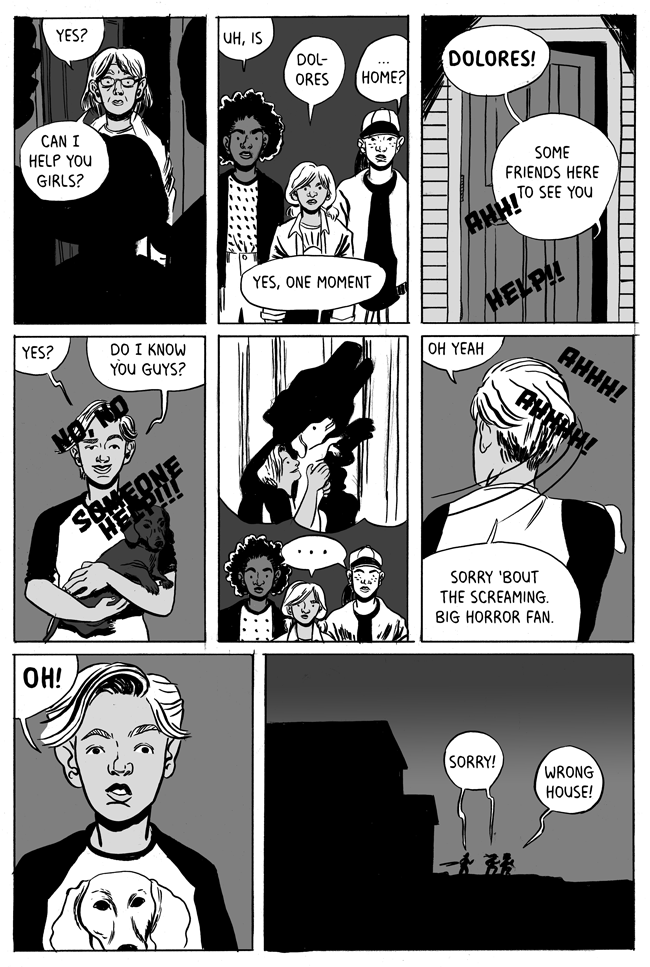 YES?
CAN I
HELP YOU
GIRLS?
UH, IS
DOL-
ORES
...
HOME?
YES, ONE MOMENT
DOLORES!
SOME
FRIENDS HERE
TO SEE YOU
AHH!
HELP!!
YES?
DO I KNOW
YOU GUYS?
NO, NO
SOMEONE
HELP!!!
...
OH YEAH
AHHH!
AHHHH!
SORRY 'BOUT
THE SCREAMING.
BIG HORROR FAN.
OH!
SORRY!
WRONG
HOUSE!